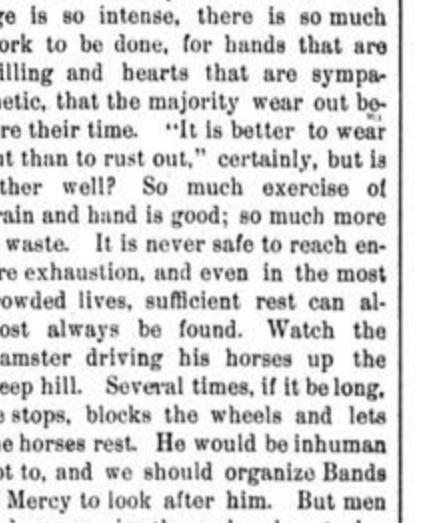 ge is so intense, there is so much
ork to be done, for hands that are
illing and hearts that are sympa-
etic, that the majority wear out be-
re their time. "It is better to wear
ut than to rust out," certainly, but is
ther well? So much exercise of
rain and hand is good; so much more
waste. It is never safe to reach en-
re exhaustion, and even in the most
owded lives, sufficient rest can al-
ost always be found. Watch the
amster driving his horses up the
eep hill. Several times, if it be long,
e stops, blocks the wheels and lets
e horses rest. He would be inhuman
ot to, and we should organize Bands
Mercy to look after him. But men